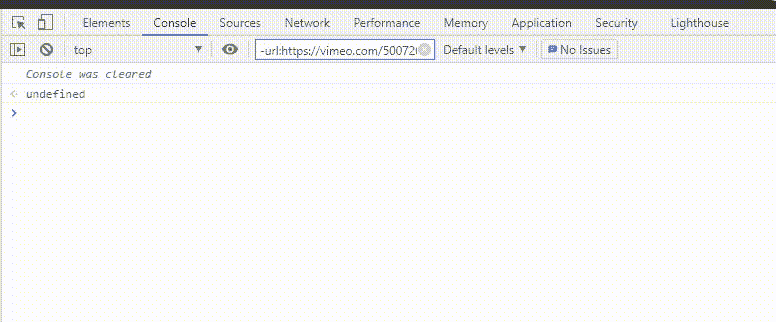 Elements Console Sources Network Performance Memory Application Security Lighthouse
top -url:https://vimeo.com/50072 Default levels No Issues
Console was cleared
undefined